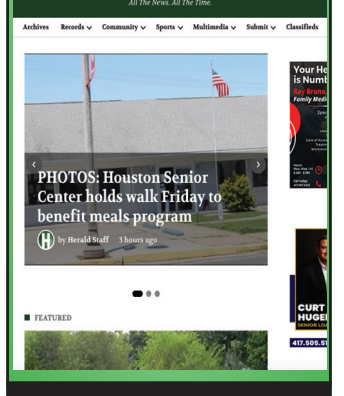 All The News. All The Time.
Archives Records Community Sports Multimedia Submit Classifieds
PHOTOS: Houston Senior
Center holds walk Friday to
benefit meals program
H by Herald Staff 3 hours ago
FEATURED
Your He
is Numb
Ray Bruno,
Family Medi
CURT
HUGE
SENIOR LOA
417.505.51